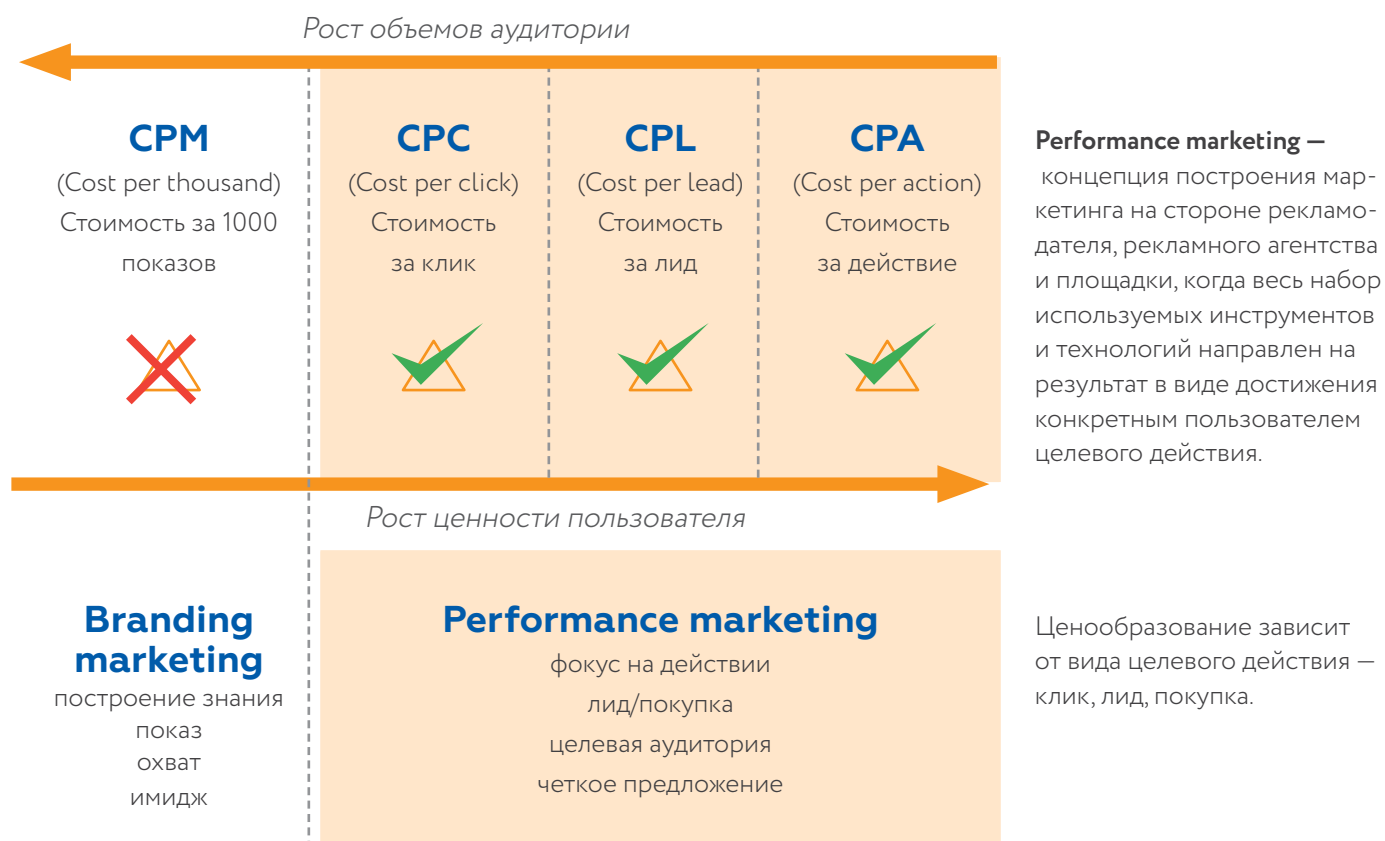 Рост объемов аудитории
CPM
(Cost per thousand)
Стоимость за 1000
показов
CPC
(Cost per click)
Стоимость
за клик
CPL
(Cost per lead)
Стоимость
за лид
CPA
(Cost per action)
Стоимость
за действие
Performance marketing —
концепция построения мар-
кетинга на стороне рекламо-
дателя, рекламного агентства
и площадки, когда весь набор
используемых инструментов
и технологий направлен на
результат в виде достижения
конкретным пользователем
целевого действия.
Рост ценности пользователя
Branding
marketing
построение знания
показ
охват
имидж
Performance marketing
фокус на действии
лид/покупка
целевая аудитория
четкое предложение
Ценообразование зависит
от вида целевого действия —
клик, лид, покупка.